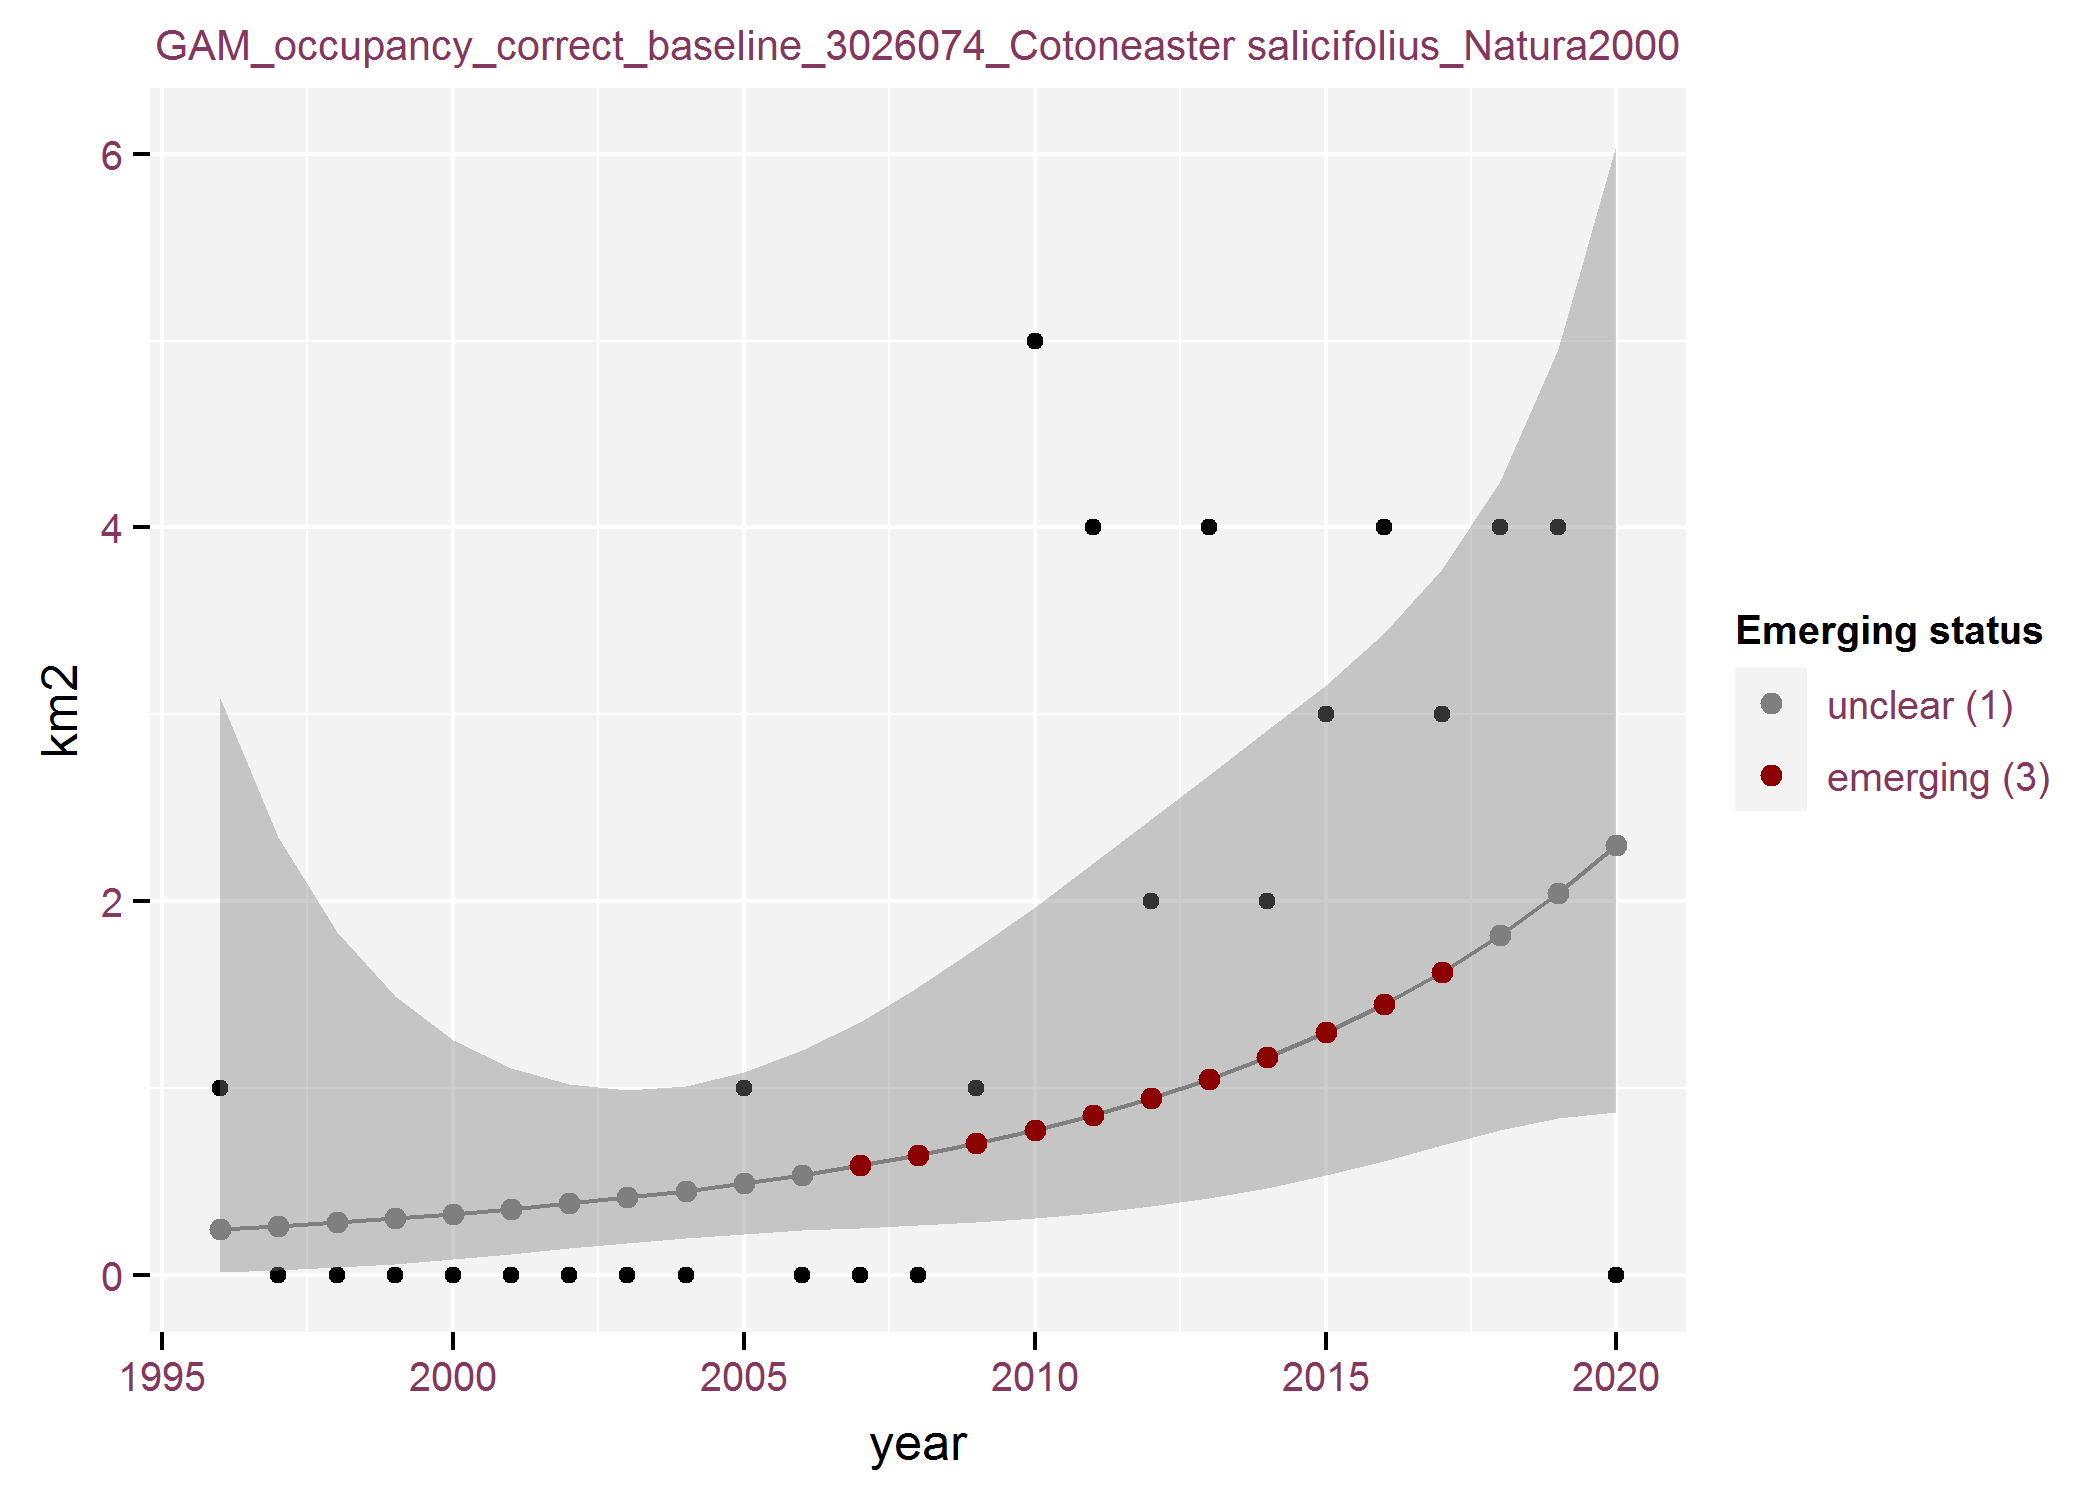 GAM_occupancy_correct_baseline_3026074_Cotoneaster salicifolius_Natura2000
6
4
2
0
km2
1995 2000 2005 2010 2015 2020
year
Emerging status
unclear (1)
emerging (3)